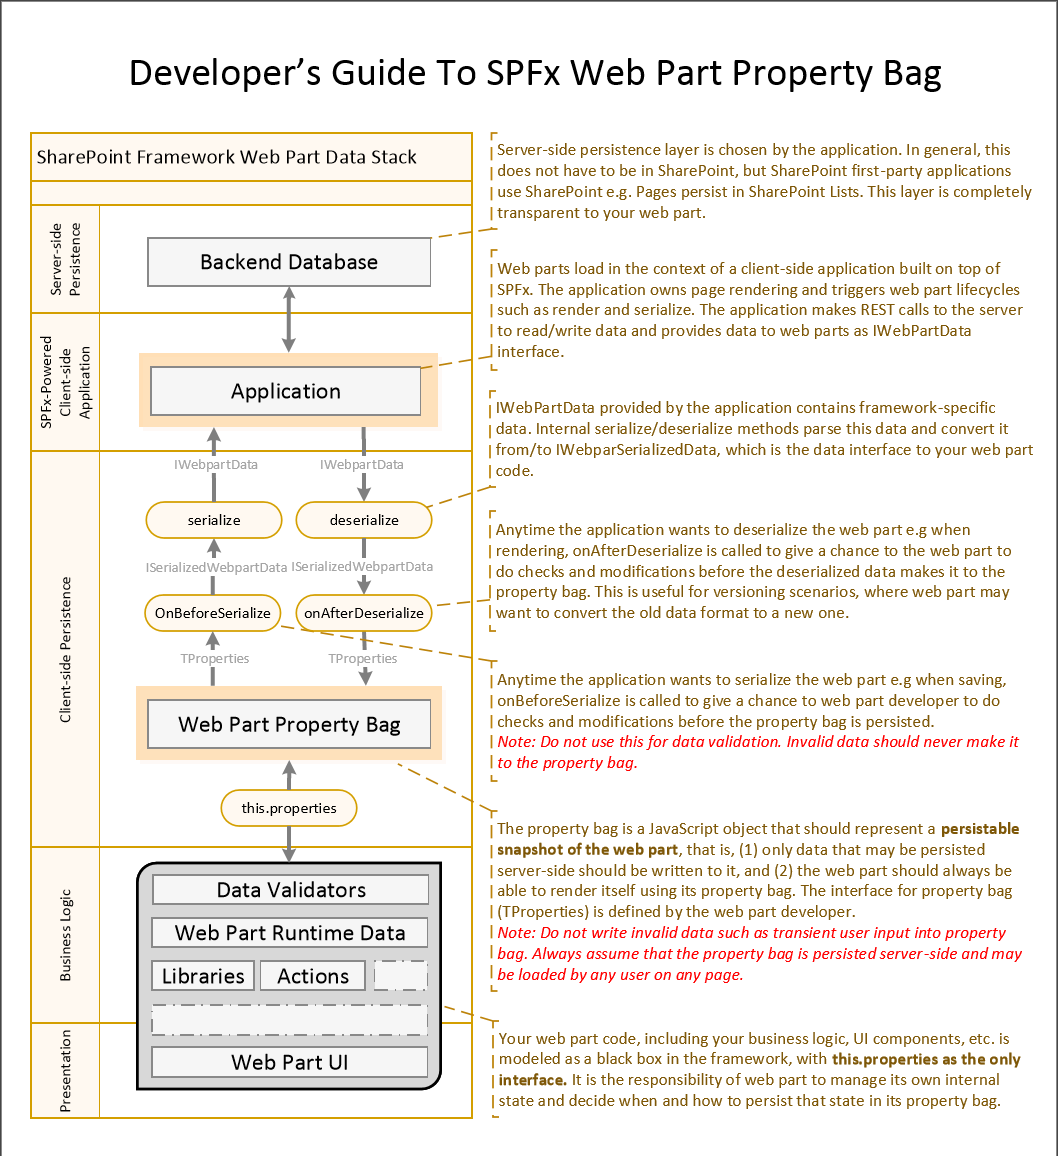 Developer's Guide To SPFx Web Part Property Bag
SharePoint Framework Web Part Data Stack
Server-side
Persistence
Backend Database
SPFx-Powered
Client-side
Application
Application
Client-side Persistence
IWebpartData
IWebpartData
serialize
deserialize
ISerializedWebpartData
ISerializedWebpartData
OnBeforeSerialize
onAfterDeserialize
TProperties
TProperties
Web Part Property Bag
this.properties
Business Logic
Data Validators
Web Part Runtime Data
Libraries
Actions
Presentation
Web Part UI
Server-side persistence layer is chosen by the application. In general, this
does not have to be in SharePoint, but SharePoint first-party applications
use SharePoint e.g. Pages persist in SharePoint Lists. This layer is completely
transparent to your web part.
Web parts load in the context of a client-side application built on top of
SPFx. The application owns page rendering and triggers web part lifecycles
such as render and serialize. The application makes REST calls to the server
to read/write data and provides data to web parts as IWebPartData
interface.
IWebPartData provided by the application contains framework-specific
data. Internal serialize/deserialize methods parse this data and convert it
from/to IWebparSerializedData, which is the data interface to your web part
code.
Anytime the application wants to deserialize the web part e.g when
rendering, onAfterDeserialize is called to give a chance to the web part to
do checks and modifications before the deserialized data makes it to the
property bag. This is useful for versioning scenarios, where web part may
want to convert the old data format to a new one.
Anytime the application wants to serialize the web part e.g when saving,
onBeforeSerialize is called to give a chance to web part developer to do
checks and modifications before the property bag is persisted.
Note: Do not use this for data validation. Invalid data should never make it
to the property bag.
The property bag is a JavaScript object that should represent a persistable
snapshot of the web part, that is, (1) only data that may be persisted
server-side should be written to it, and (2) the web part should always be
able to render itself using its property bag. The interface for property bag
(TProperties) is defined by the web part developer.
Note: Do not write invalid data such as transient user input into property
bag. Always assume that the property bag is persisted server-side and may
be loaded by any user on any page.
Your web part code, including your business logic, UI components, etc. is
modeled as a black box in the framework, with this.properties as the only
interface. It is the responsibility of web part to manage its own internal
state and decide when and how to persist that state in its property bag.